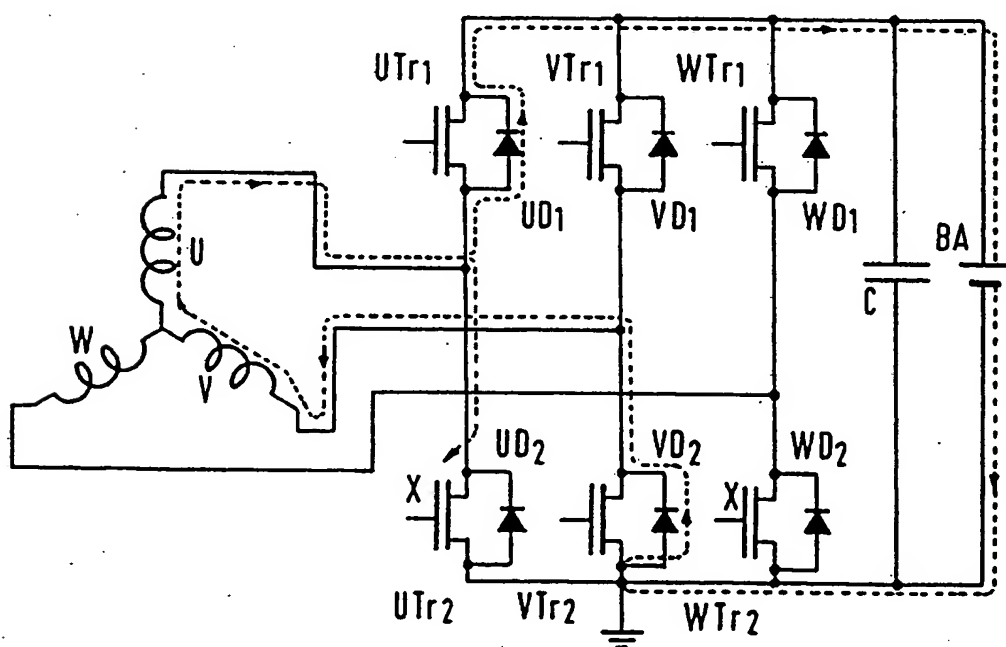 UTr1 VTr1 WTr1
UD1 VD1 WD1
U
W
V
C
BA
UD2 VD2 WD2
X X
UTr2 VTr2 WTr2